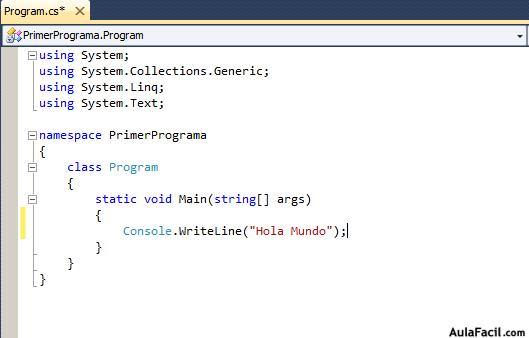 Program.cs*
PrimerPrograma.Program
using System;
using System.Collections.Generic;
using System.Linq;
using System.Text;
namespace PrimerPrograma
{
class Program
{
static void Main(string[] args)
{
Console.WriteLine("Hola Mundo");
}
}
}
AulaFacil.com